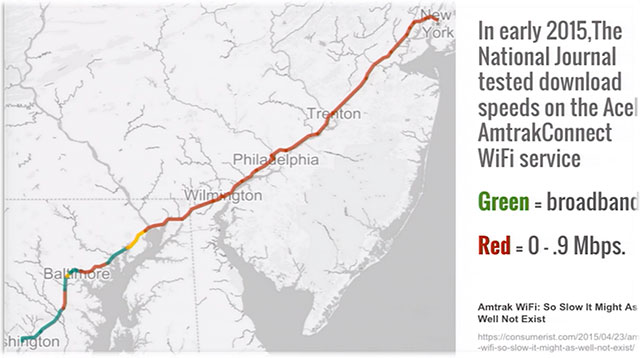 New
York
Trenton
Philadelphia
Wilmington
Baltimore
shington
In early 2015,The
National Journal
tested download
speeds on the Acel
AmtrakConnect
WiFi service
Green = broadband
Red = 0 - .9 Mbps.
Amtrak WiFi: So Slow It Might As
Well Not Exist
https://consumerist.com/2015/04/23/am
-wifi-so-slow-it-might-as-well-not-exist/